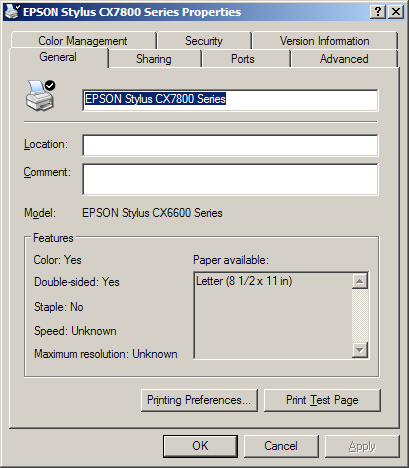 EPSON Stylus CX7800 Series Properties
Color Management Security Version Information
General Sharing Ports Advanced
EPSON Stylus CX7800 Series
Location:
Comment:
Model: EPSON Stylus CX6600 Series
Features
Color: Yes Paper available:
Double-sided: Yes Letter (8 1/2 x 11 in)
Staple: No
Speed: Unknown
Maximum resolution: Unknown
Printing Preferences... Print Test Page
OK Cancel Apply